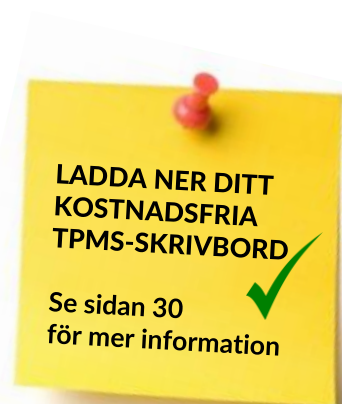 LADDA NER DITT
KOSTNADSFRIA
TPMS-SKRIVBORD
Se sidan 30
för mer information